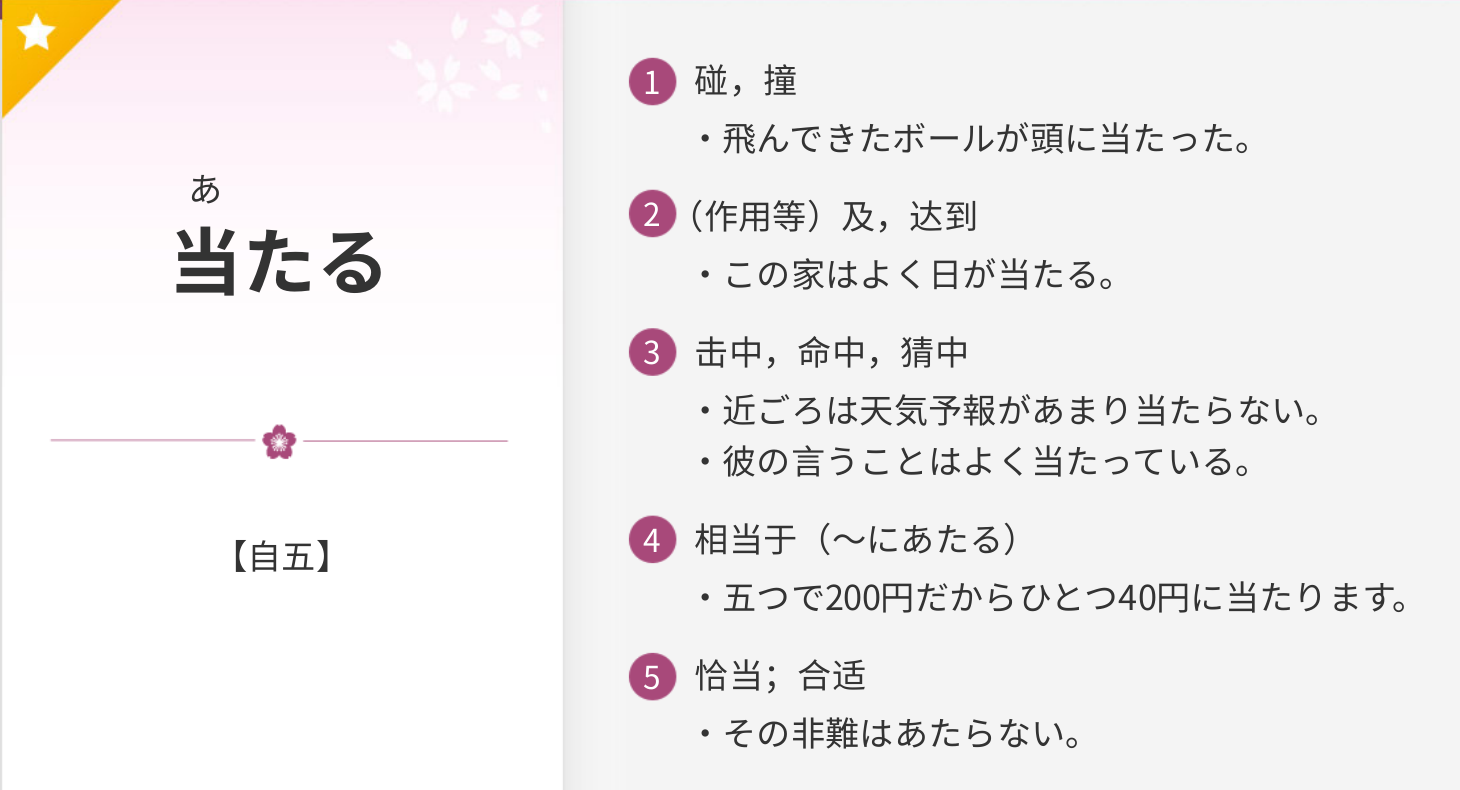 あ
当たる
【自五】
1 碰，撞
・飛んできたボールが頭に当たった。
2 （作用等）及，达到
・この家はよく日が当たる。
3 击中，命中，猜中
・近ごろは天気予報があまり当たらない。
・彼の言うことはよく当たっている。
4 相当于（～にあたる）
・五つで200円だからひとつ40円に当たります。
5 恰当；合适
・その非難はあたらない。